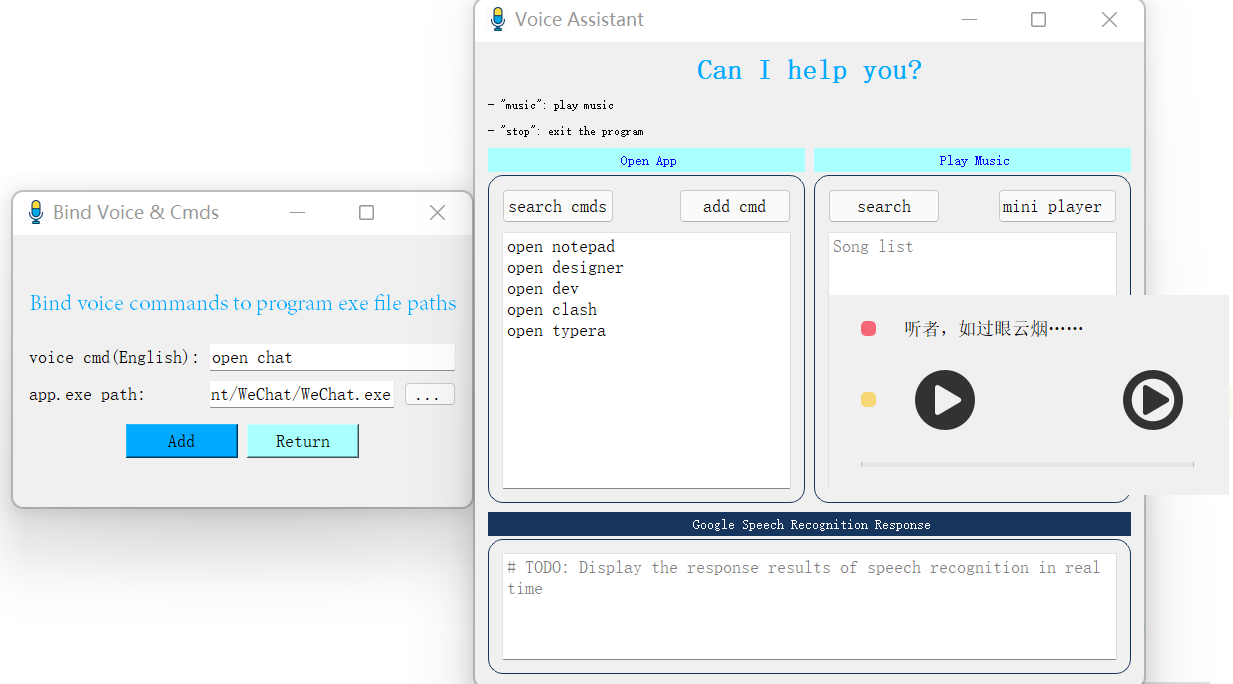 Voice Assistant
Can I help you?
- "music": play music
- "stop": exit the program
Open App
Play Music
search cmds
add cmd
search
mini player
open notepad
open designer
open dev
open clash
open typera
Song list
听者，如过眼云烟……
Google Speech Recognition Response
# TODO: Display the response results of speech recognition in real
time
Bind Voice & Cmds
Bind voice commands to program exe file paths
voice cmd(English): open chat
app.exe path: nt/WeChat/WeChat.exe ...
Add
Return